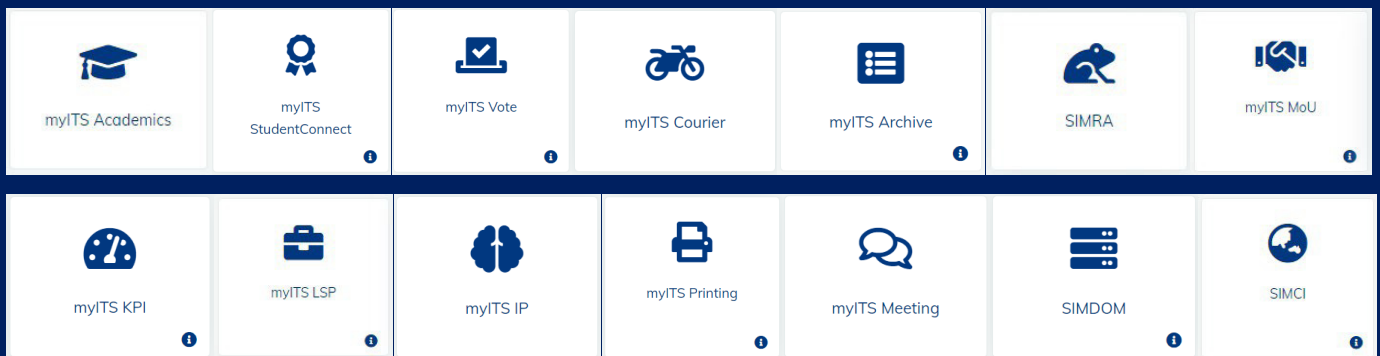 myITS Academics
myITS
StudentConnect
myITS Vote
myITS Courier
myITS Archive
SIMRA
myITS MoU
myITS KPI
myITS LSP
myITS IP
myITS Printing
myITS Meeting
SIMDOM
SIMCI